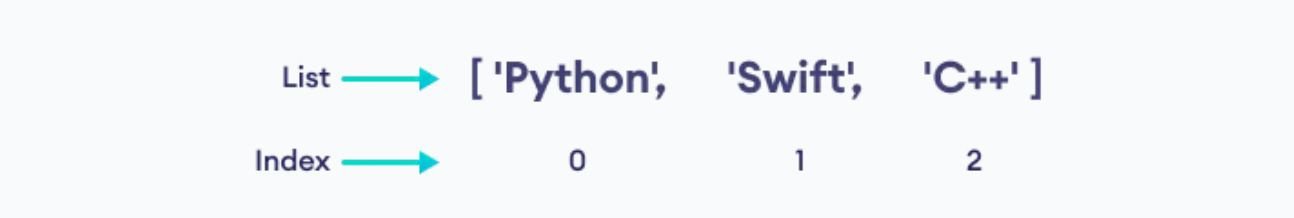 List [ 'Python', 'Swift', 'C++' ]
Index 0 1 2